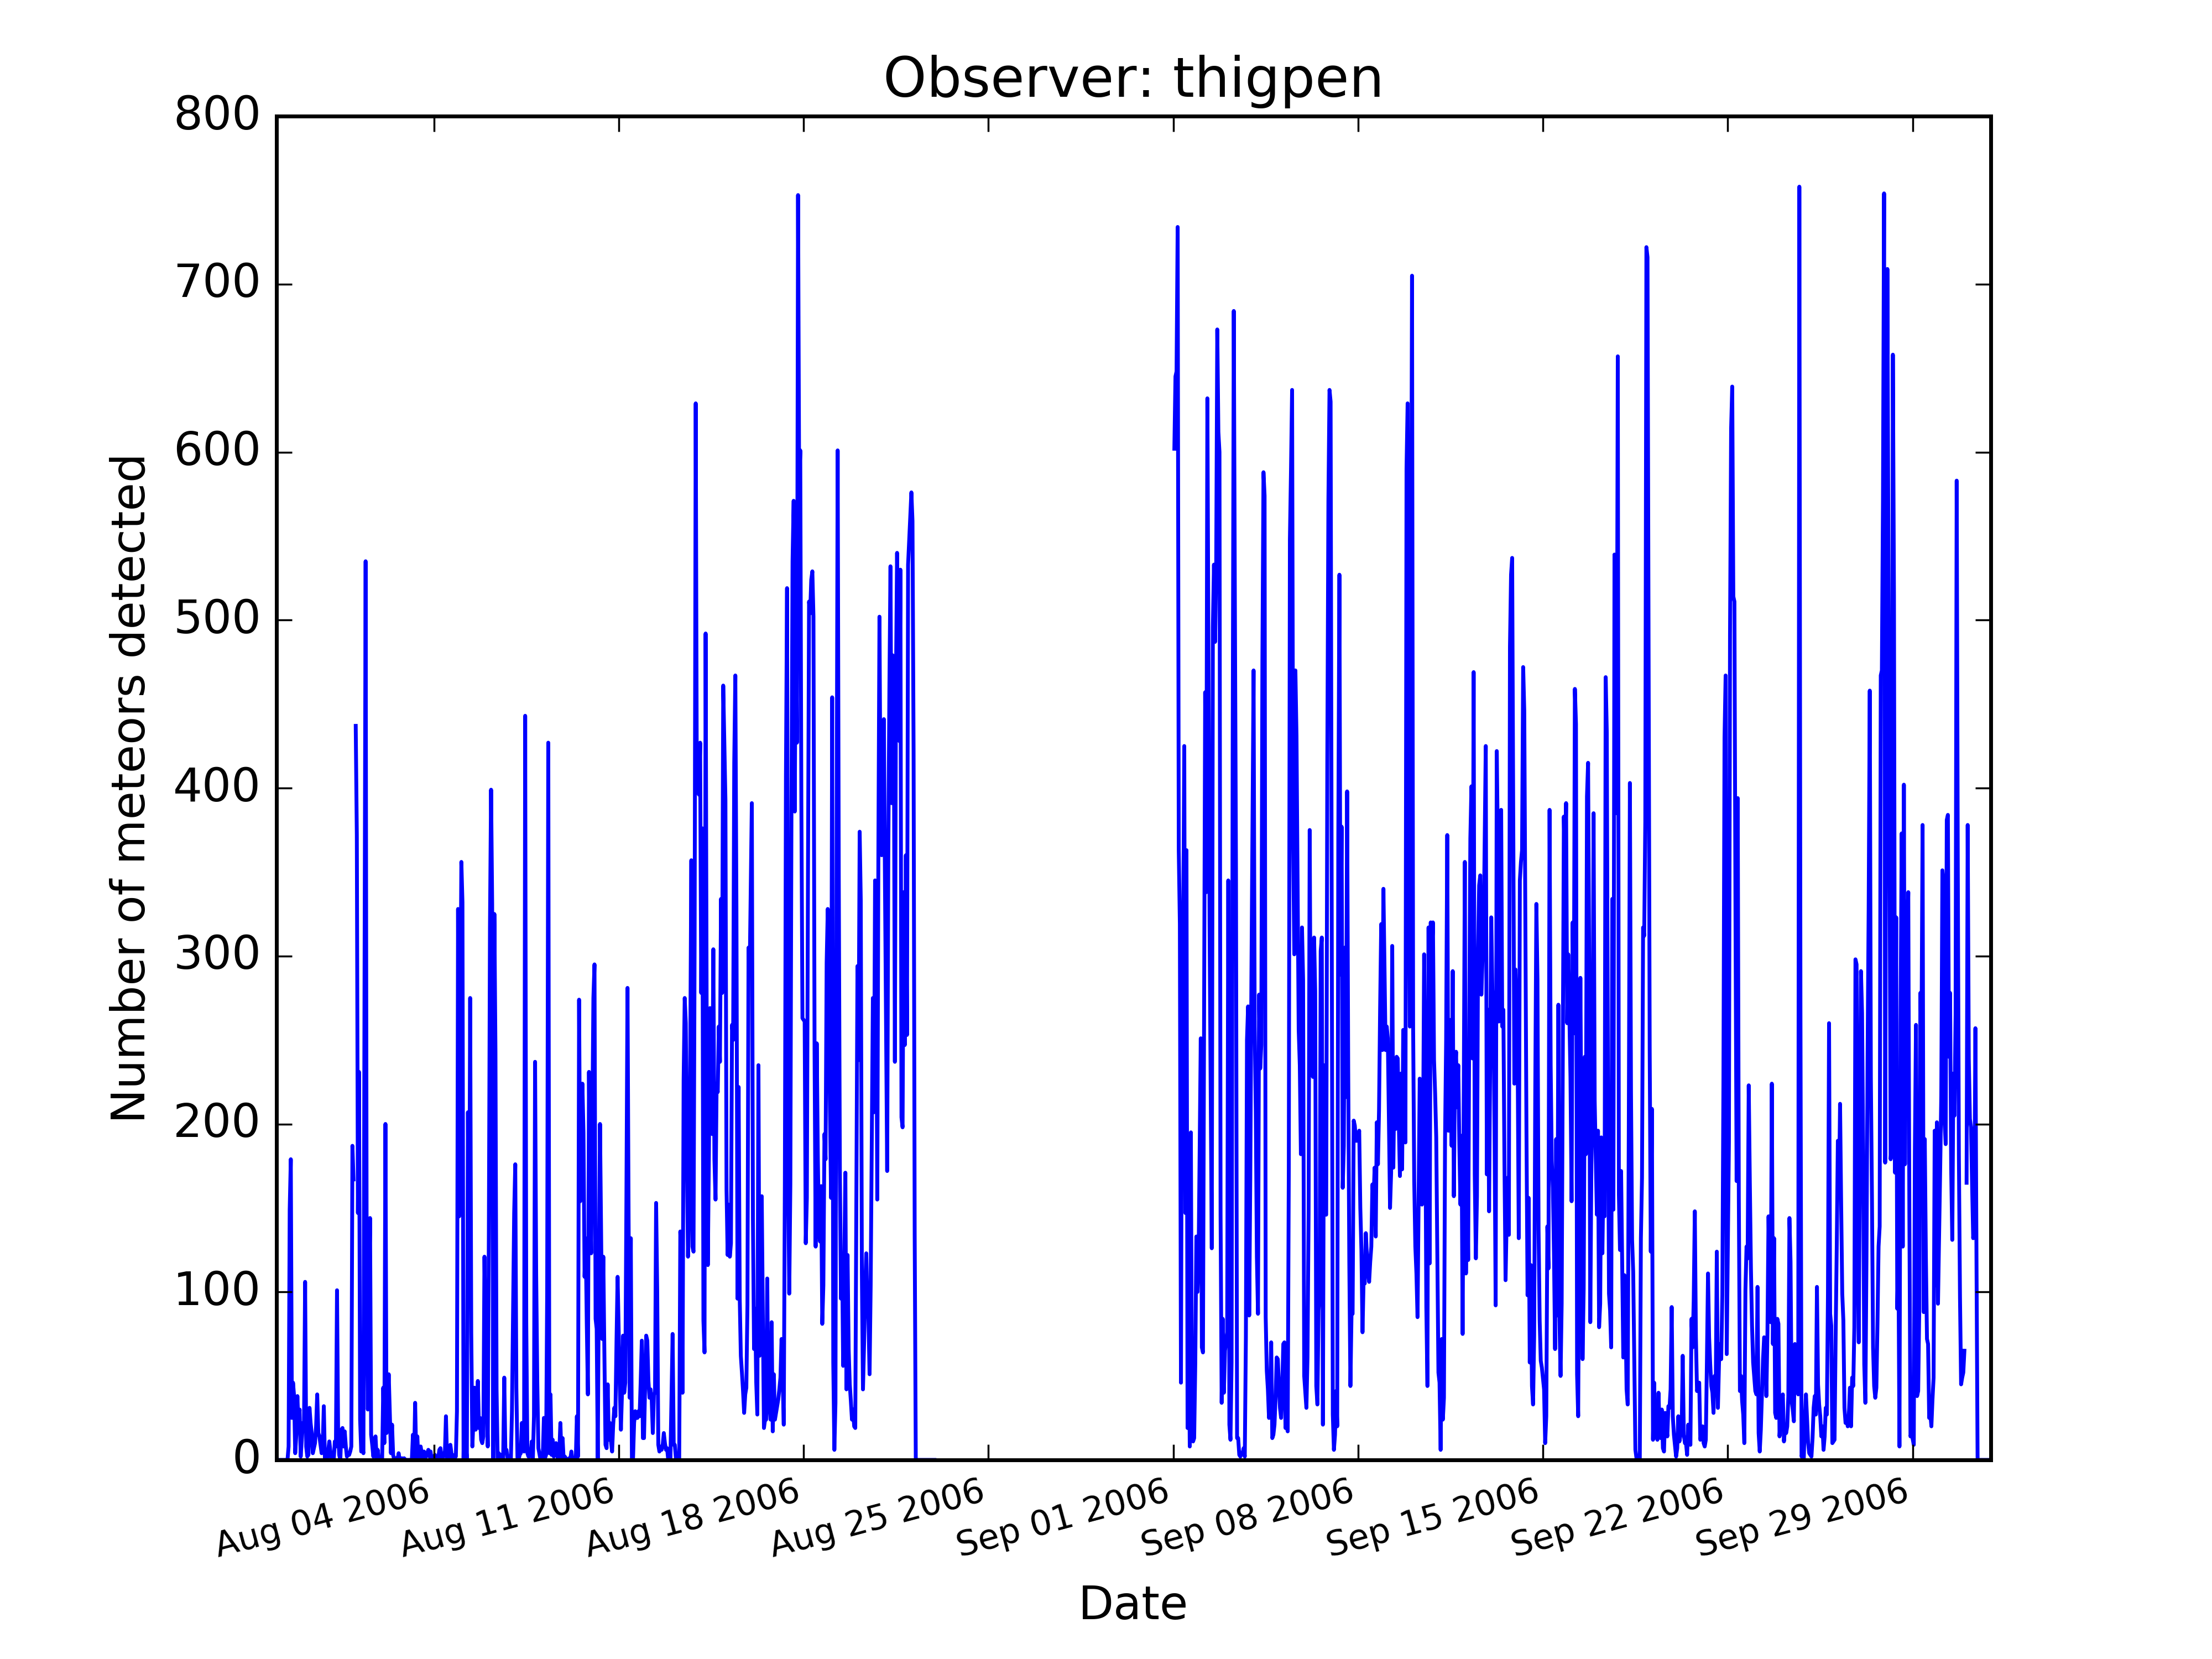 Observer: thigpen
800
700
600
500
400
300
200
100
0
Number of meteors detected
Aug 04 2006
Aug 11 2006
Aug 18 2006
Aug 25 2006
Sep 01 2006
Sep 08 2006
Sep 15 2006
Sep 22 2006
Sep 29 2006
Date